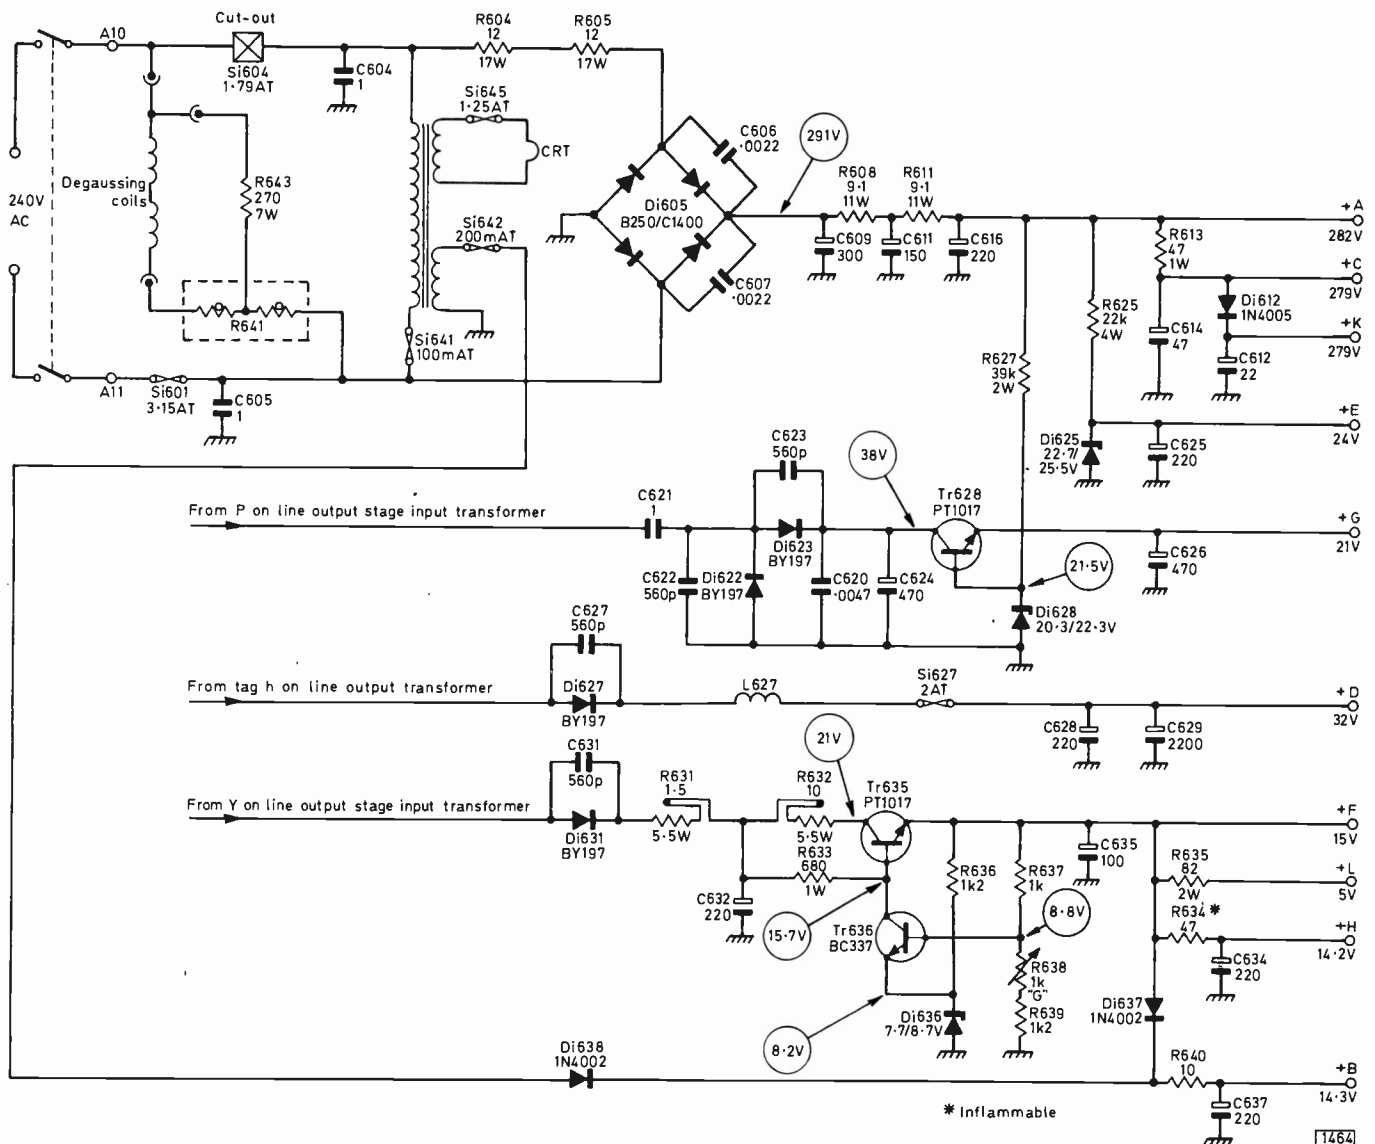 Cut-out
A10
Si604
1·79AT
C604
1
R604
12
17W
R605
12
17W
Si645
1·25AT
CRT
C606
·0022
291V
240V
AC
Degaussing
coils
R643
270
7W
Si642
200mAT
Di605
B250/C1400
R608
9·1
11W
R611
9·1
11W
C609
300
C611
150
C616
220
R613
47
1W
+A
282V
+C
279V
C607
·0022
R641
Si641
100mAT
R625
22k
4W
Di612
1N4005
C614
47
+K
279V
C612
22
R627
39k
2W
A11
Si601
3·15AT
C605
1
+E
24V
Di625
22·7/
25·5V
C625
220
C623
560p
38V
From P on line output stage input transformer
C621
1
Di623
BY197
Tr628
PT1017
+G
21V
C626
470
21·5V
C622
560p
Di622
BY197
C620
·0047
C624
470
Di628
20·3/22·3V
C627
560p
From tag h on line output transformer
Di627
BY197
L627
Si627
2AT
+D
32V
C628
220
C629
2200
C631
560p
21V
From Y on line output stage input transformer
Di631
BY197
R631
1·5
5·5W
R632
10
5·5W
Tr635
PT1017
+F
15V
R633
680
1W
R636
1k2
R637
1k
C635
100
R635
82
2W
+L
5V
C632
220
15·7V
Tr636
BC337
8·8V
R634 *
47
+H
14·2V
C634
220
R638
1k
"G"
R639
1k2
Di636
7·7/8·7V
8·2V
Di637
1N4002
Di638
1N4002
R640
10
+B
14·3V
C637
220
* Inflammable
1464